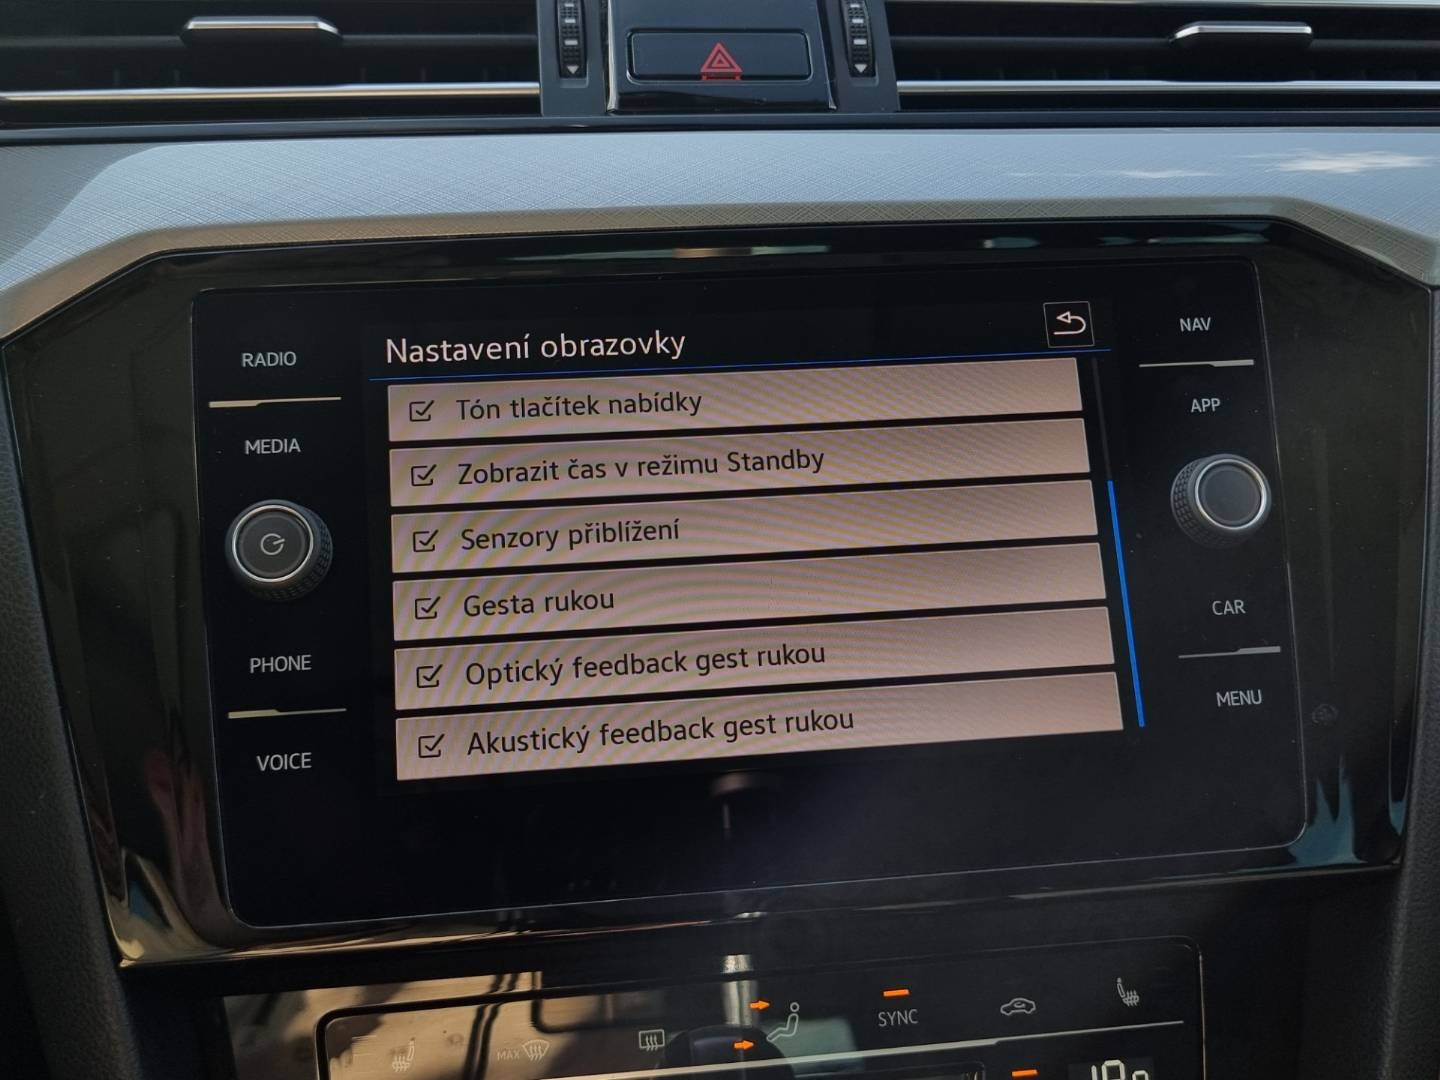 Nastavení obrazovky
Tón tlačítek nabídky
Zobrazit čas v režimu Standby
Senzory přiblížení
Gesta rukou
Optický feedback gest rukou
Akustický feedback gest rukou
RADIO
MEDIA
PHONE
VOICE
NAV
APP
CAR
MENU
MAX
SYNC